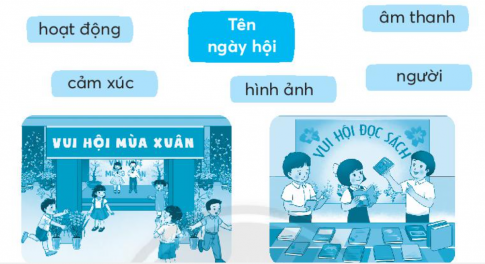 hoạt động
Tên
ngày hội
âm thanh
cảm xúc
hình ảnh
người
VUI HỘI MÙA XUÂN
VUI HỘI ĐỌC SÁCH